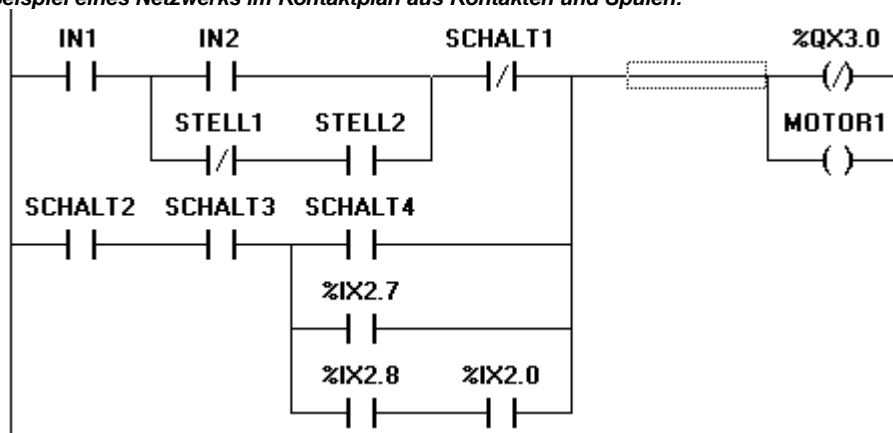 beispiel eines Netzwerks im Kontaktplan aus Kontakten und Spulen:
IN1 IN2 SCHALT1 %QX3.0
STELL1 STELL2 MOTOR1
SCHALT2 SCHALT3 SCHALT4
%IX2.7
%IX2.8 %IX2.0